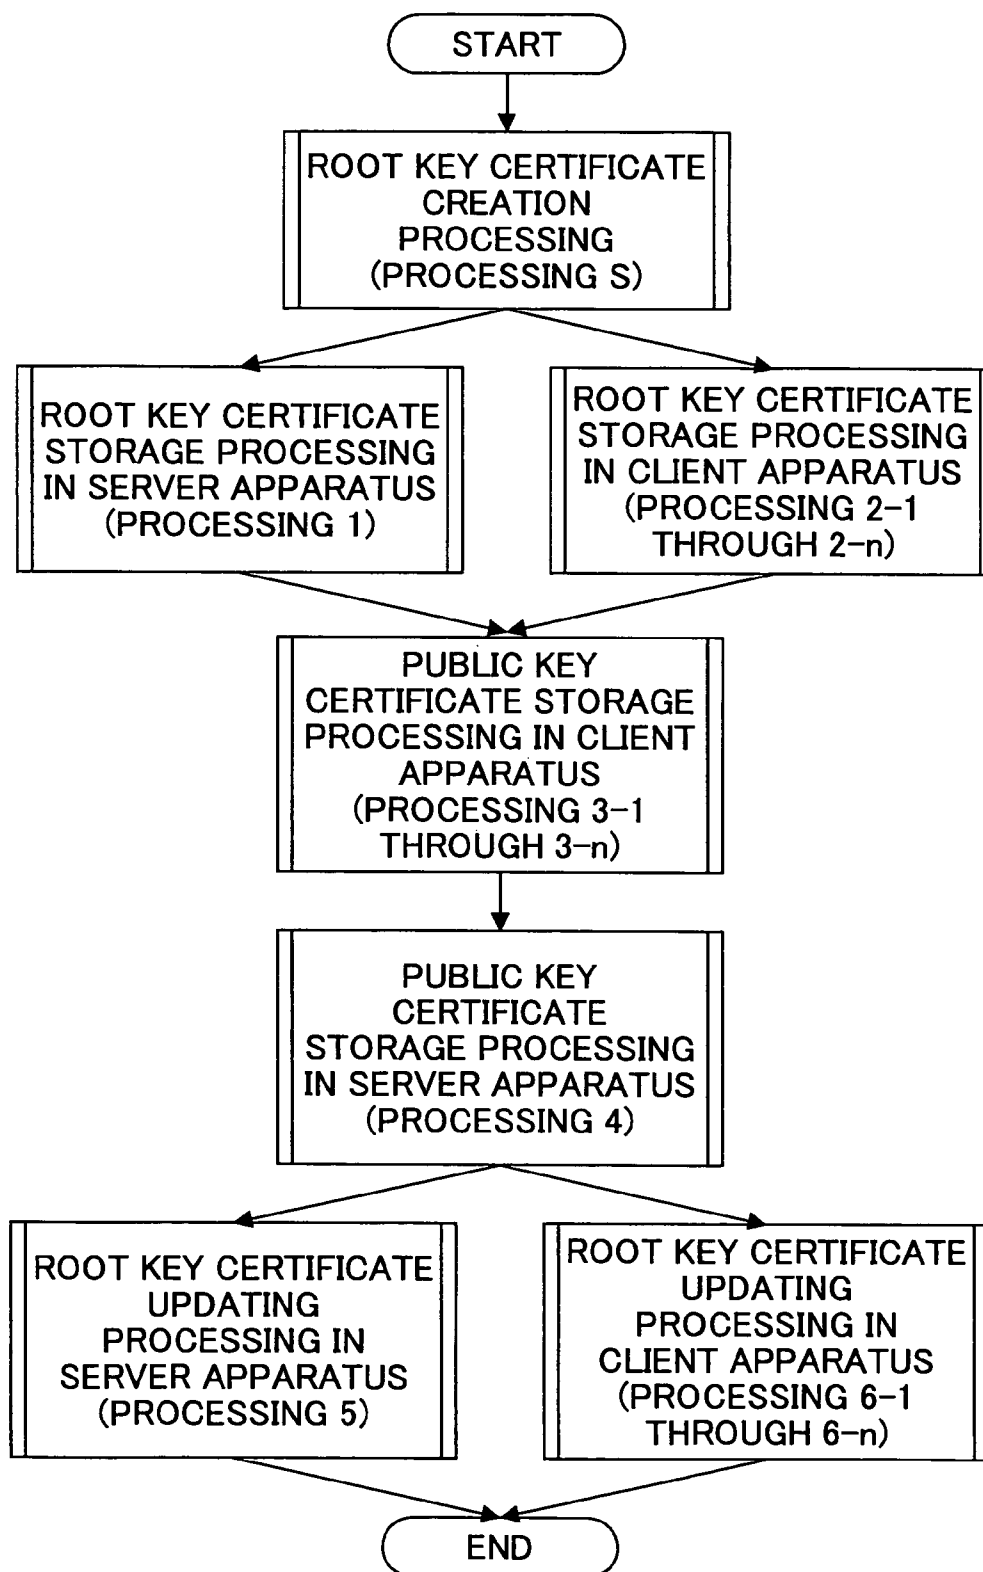 START
ROOT KEY CERTIFICATE
CREATION
PROCESSING
(PROCESSING S)
ROOT KEY CERTIFICATE
STORAGE PROCESSING
IN SERVER APPARATUS
(PROCESSING 1)
ROOT KEY CERTIFICATE
STORAGE PROCESSING
IN CLIENT APPARATUS
(PROCESSING 2-1
THROUGH 2-n)
PUBLIC KEY
CERTIFICATE STORAGE
PROCESSING IN CLIENT
APPARATUS
(PROCESSING 3-1
THROUGH 3-n)
PUBLIC KEY
CERTIFICATE
STORAGE PROCESSING
IN SERVER APPARATUS
(PROCESSING 4)
ROOT KEY CERTIFICATE
UPDATING
PROCESSING IN
SERVER APPARATUS
(PROCESSING 5)
ROOT KEY CERTIFICATE
UPDATING
PROCESSING IN
CLIENT APPARATUS
(PROCESSING 6-1
THROUGH 6-n)
END